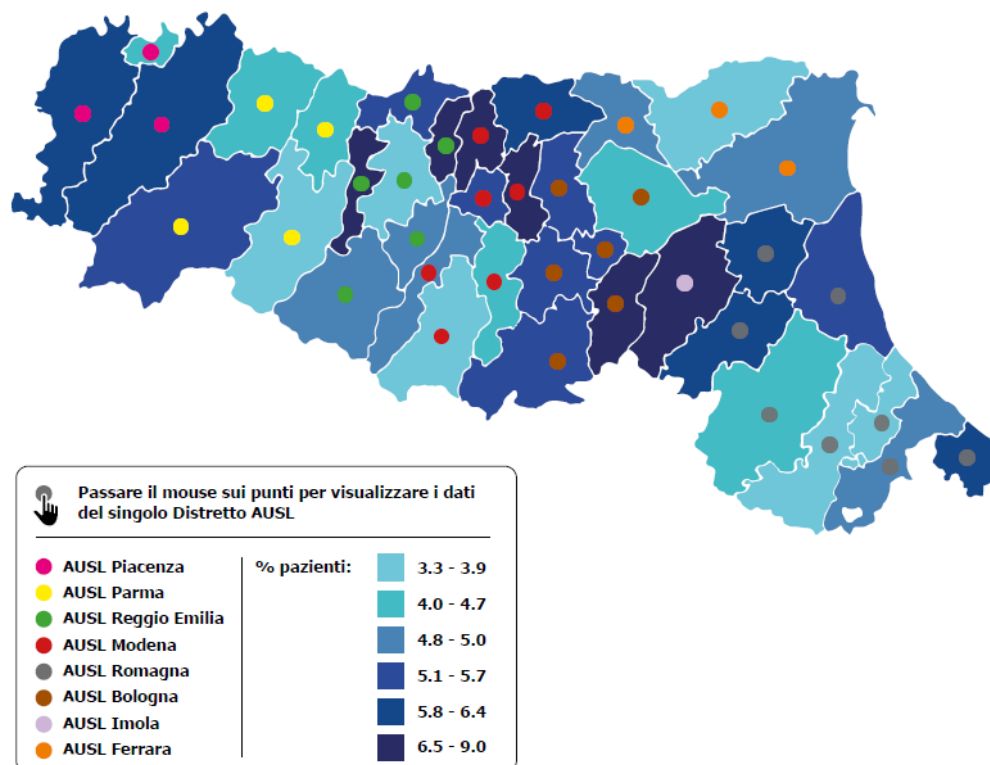 Passare il mouse sui punti per visualizzare i dati
del singolo Distretto AUSL
AUSL Piacenza
AUSL Parma
AUSL Reggio Emilia
AUSL Modena
AUSL Romagna
AUSL Bologna
AUSL Imola
AUSL Ferrara
% pazienti:
3.3 - 3.9
4.0 - 4.7
4.8 - 5.0
5.1 - 5.7
5.8 - 6.4
6.5 - 9.0